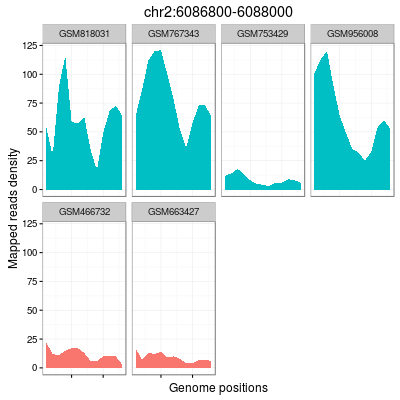 chr2:6086800-6088000
GSM818031 GSM767343 GSM753429 GSM956008
125
100
75
50
25
0
GSM466732 GSM663427
125
100
75
50
25
0
Mapped reads density
Genome positions